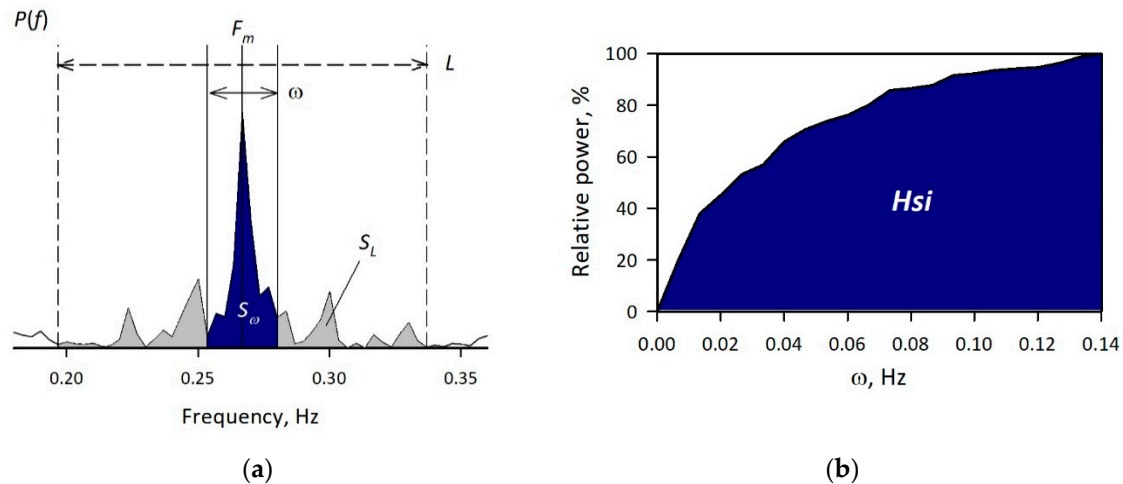 P(f)
F_m
L
ω
S_L
S_ω
0.20 0.25 0.30 0.35
Frequency, Hz
(a)
Relative power, %
100
80
60
40
20
0
Hsi
0.00 0.02 0.04 0.06 0.08 0.10 0.12 0.14
ω, Hz
(b)